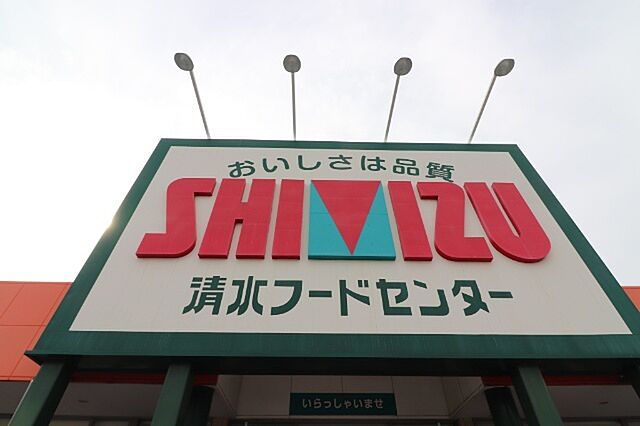 おいしさは品質
SHIMIZU
清水フードセンター
いらっしゃいませ